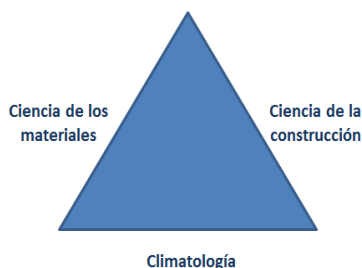 Ciencia de los
materiales
Ciencia de la
construcción
Climatología